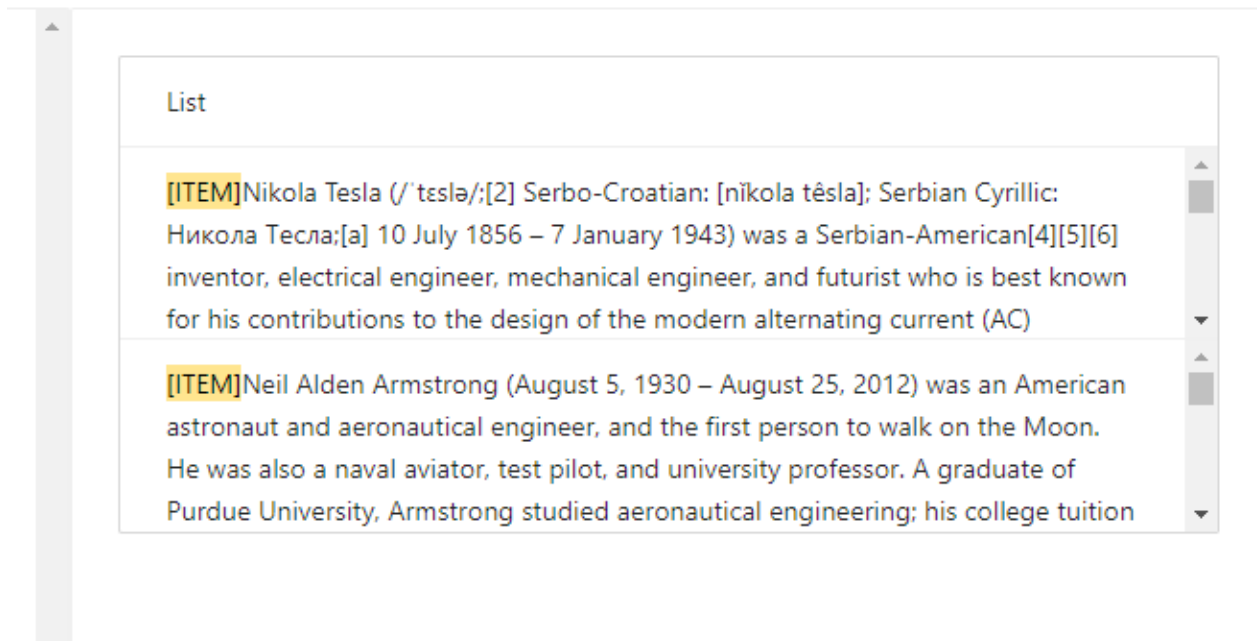 List
[ITEM]Nikola Tesla (/ˈtɛslə/;[2] Serbo-Croatian: [nǐkola têsla]; Serbian Cyrillic:
Никола Тесла;[a] 10 July 1856 – 7 January 1943) was a Serbian-American[4][5][6]
inventor, electrical engineer, mechanical engineer, and futurist who is best known
for his contributions to the design of the modern alternating current (AC)
[ITEM]Neil Alden Armstrong (August 5, 1930 – August 25, 2012) was an American
astronaut and aeronautical engineer, and the first person to walk on the Moon.
He was also a naval aviator, test pilot, and university professor. A graduate of
Purdue University, Armstrong studied aeronautical engineering; his college tuition